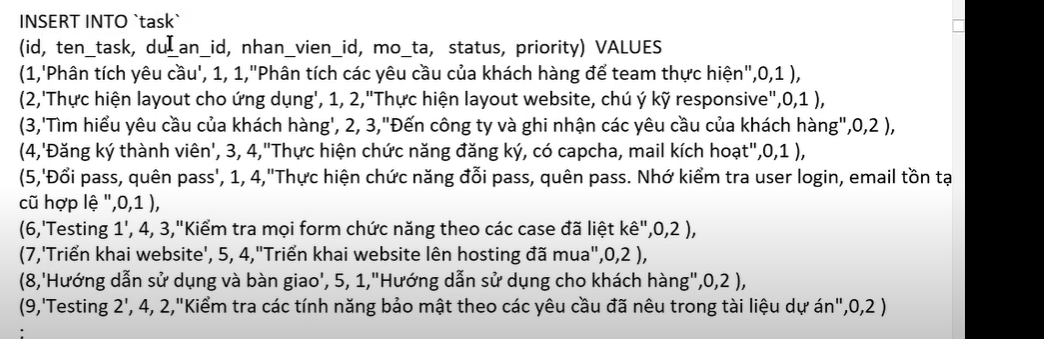 INSERT INTO `task`
(id, ten_task, du_an_id, nhan_vien_id, mo_ta, status, priority) VALUES
(1,'Phân tích yêu cầu', 1, 1,"Phân tích các yêu cầu của khách hàng để team thực hiện",0,1 ),
(2,'Thực hiện layout cho ứng dụng', 1, 2,"Thực hiện layout website, chú ý kỹ responsive",0,1 ),
(3,'Tìm hiểu yêu cầu của khách hàng', 2, 3,"Đến công ty và ghi nhận các yêu cầu của khách hàng",0,2 ),
(4,'Đăng ký thành viên', 3, 4,"Thực hiện chức năng đăng ký, có capcha, mail kích hoạt",0,1 ),
(5,'Đổi pass, quên pass', 1, 4,"Thực hiện chức năng đỗi pass, quên pass. Nhớ kiểm tra user login, email tồn tạ
cũ hợp lệ ",0,1 ),
(6,'Testing 1', 4, 3,"Kiểm tra mọi form chức năng theo các case đã liệt kê",0,2 ),
(7,'Triển khai website', 5, 4,"Triển khai website lên hosting đã mua",0,2 ),
(8,'Hướng dẫn sử dụng và bàn giao', 5, 1,"Hướng dẫn sử dụng cho khách hàng",0,2 ),
(9,'Testing 2', 4, 2,"Kiểm tra các tính năng bảo mật theo các yêu cầu đã nêu trong tài liệu dự án",0,2 )
;